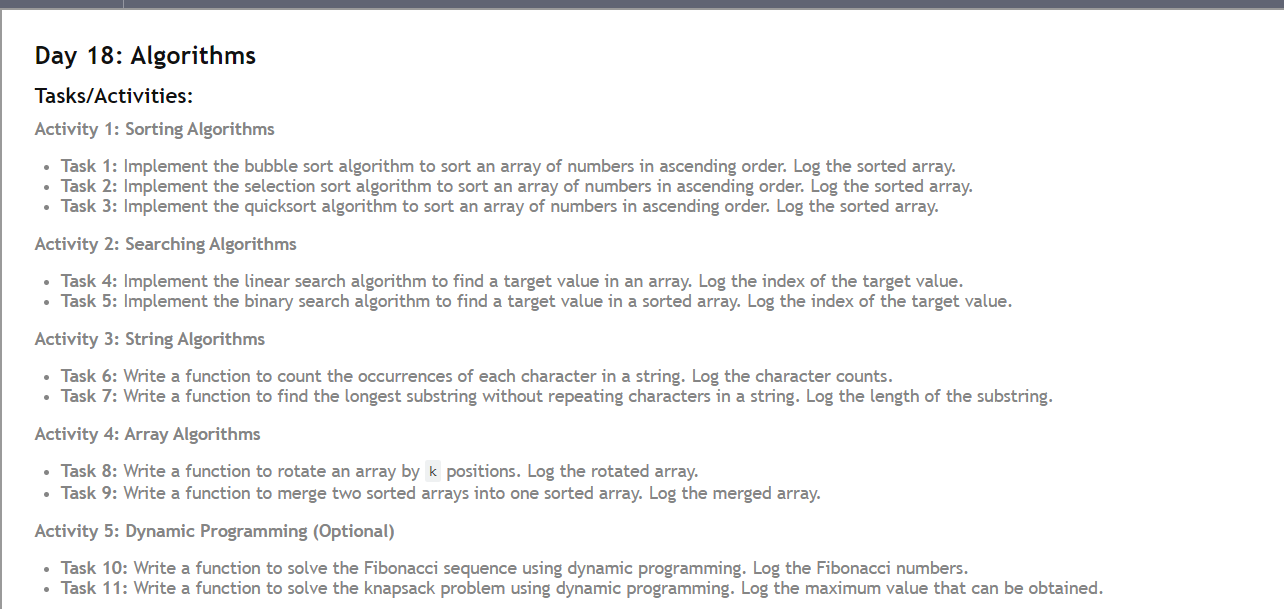 Day 18: Algorithms
Tasks/Activities:
Activity 1: Sorting Algorithms
• Task 1: Implement the bubble sort algorithm to sort an array of numbers in ascending order. Log the sorted array.
• Task 2: Implement the selection sort algorithm to sort an array of numbers in ascending order. Log the sorted array.
• Task 3: Implement the quicksort algorithm to sort an array of numbers in ascending order. Log the sorted array.
Activity 2: Searching Algorithms
• Task 4: Implement the linear search algorithm to find a target value in an array. Log the index of the target value.
• Task 5: Implement the binary search algorithm to find a target value in a sorted array. Log the index of the target value.
Activity 3: String Algorithms
• Task 6: Write a function to count the occurrences of each character in a string. Log the character counts.
• Task 7: Write a function to find the longest substring without repeating characters in a string. Log the length of the substring.
Activity 4: Array Algorithms
• Task 8: Write a function to rotate an array by k positions. Log the rotated array.
• Task 9: Write a function to merge two sorted arrays into one sorted array. Log the merged array.
Activity 5: Dynamic Programming (Optional)
• Task 10: Write a function to solve the Fibonacci sequence using dynamic programming. Log the Fibonacci numbers.
• Task 11: Write a function to solve the knapsack problem using dynamic programming. Log the maximum value that can be obtained.